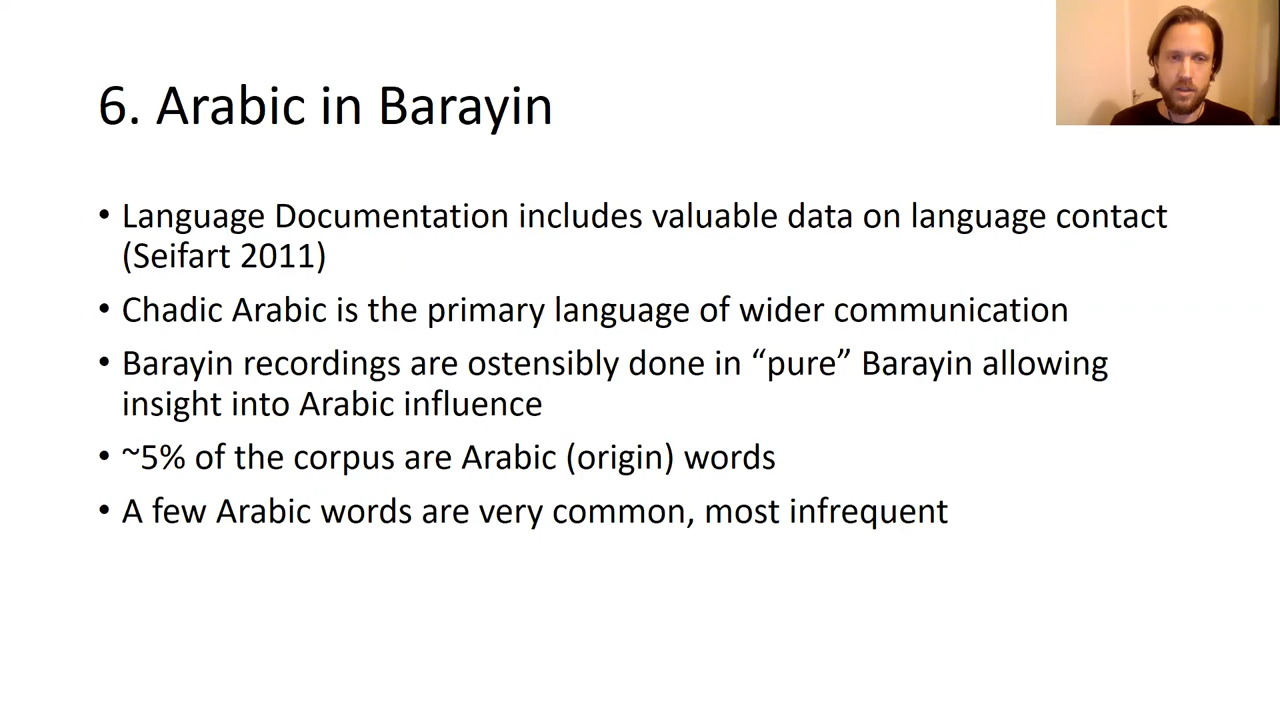 6. Arabic in Barayin
• Language Documentation includes valuable data on language contact
(Seifart 2011)
• Chadic Arabic is the primary language of wider communication
• Barayin recordings are ostensibly done in “pure” Barayin allowing
insight into Arabic influence
• ~5% of the corpus are Arabic (origin) words
• A few Arabic words are very common, most infrequent